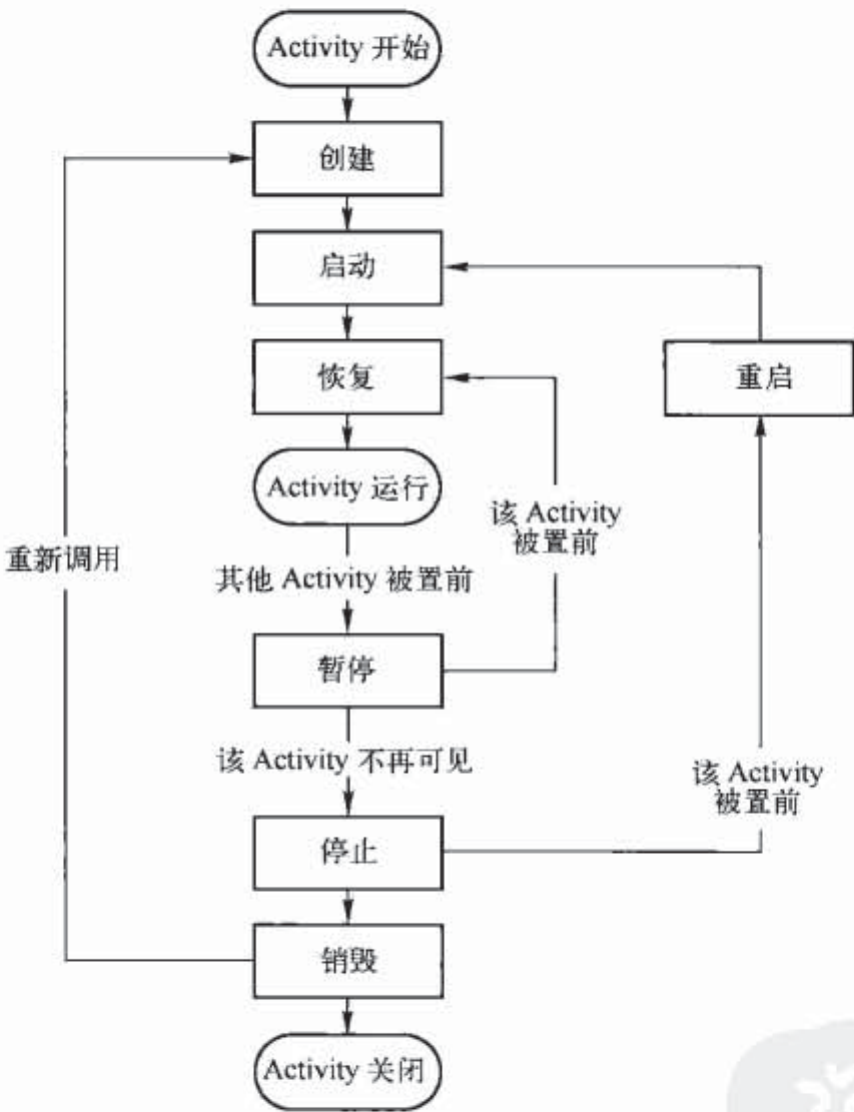 Activity 开始
创建
启动
恢复
重启
Activity 运行
该 Activity
被置前
重新调用
其他 Activity 被置前
暂停
该 Activity 不再可见
该 Activity
被置前
停止
销毁
Activity 关闭